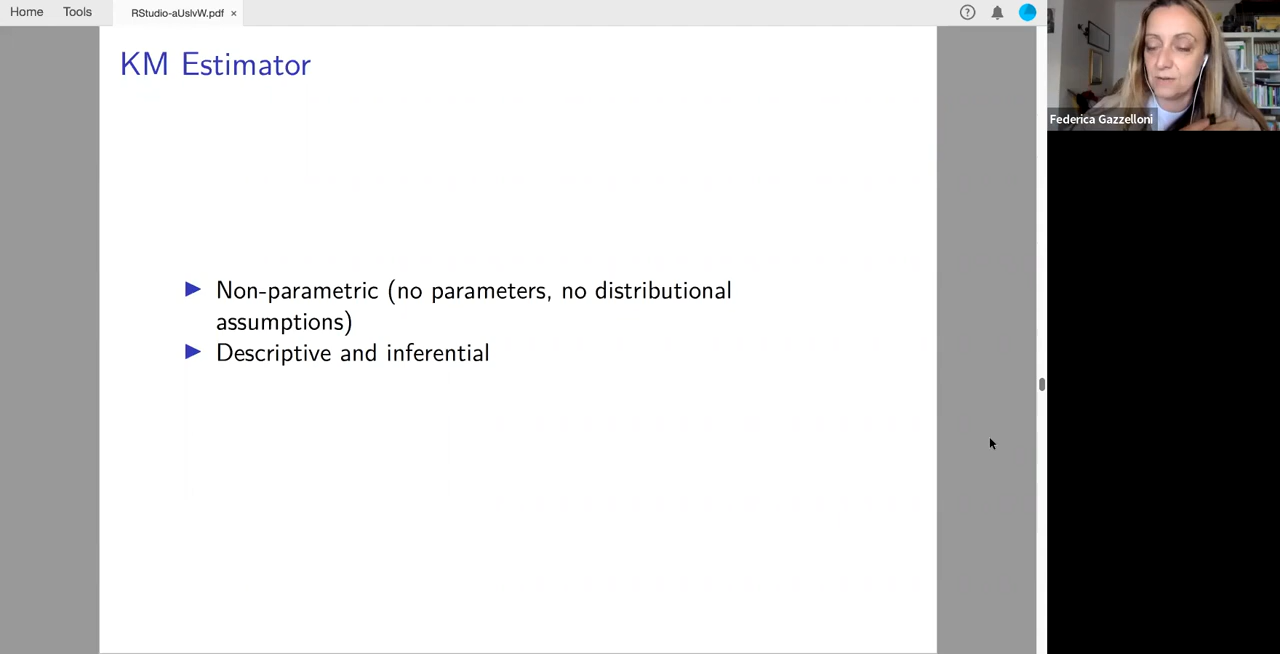 Home Tools RStudio-aUslvW.pdf ×
KM Estimator
Non-parametric (no parameters, no distributional
assumptions)
Descriptive and inferential
Federica Gazzelloni